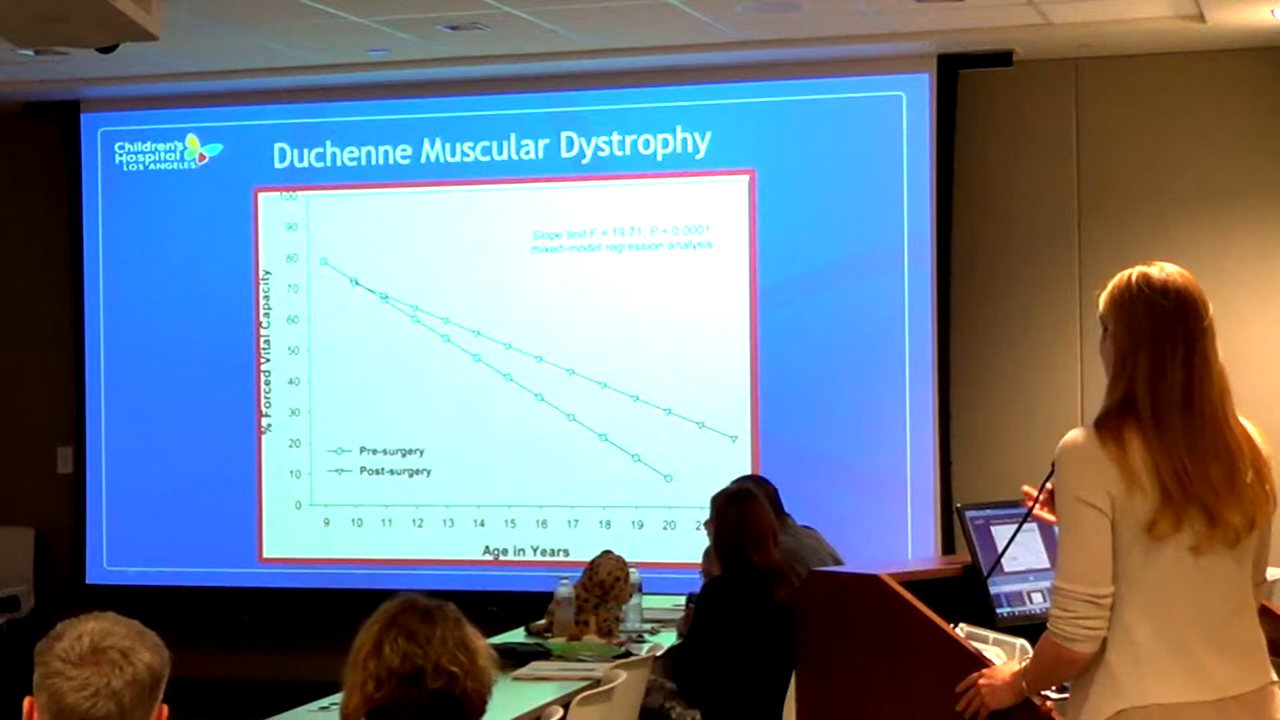 Children's
Hospital
LOS ANGELES
Duchenne Muscular Dystrophy
Slope test F = 19.71, P < 0.0001
mixed-model regression analysis
% Forced Vital Capacity
100
90
80
70
60
50
40
30
20
10
0
Pre-surgery
Post-surgery
9 10 11 12 13 14 15 16 17 18 19 20
Age in Years